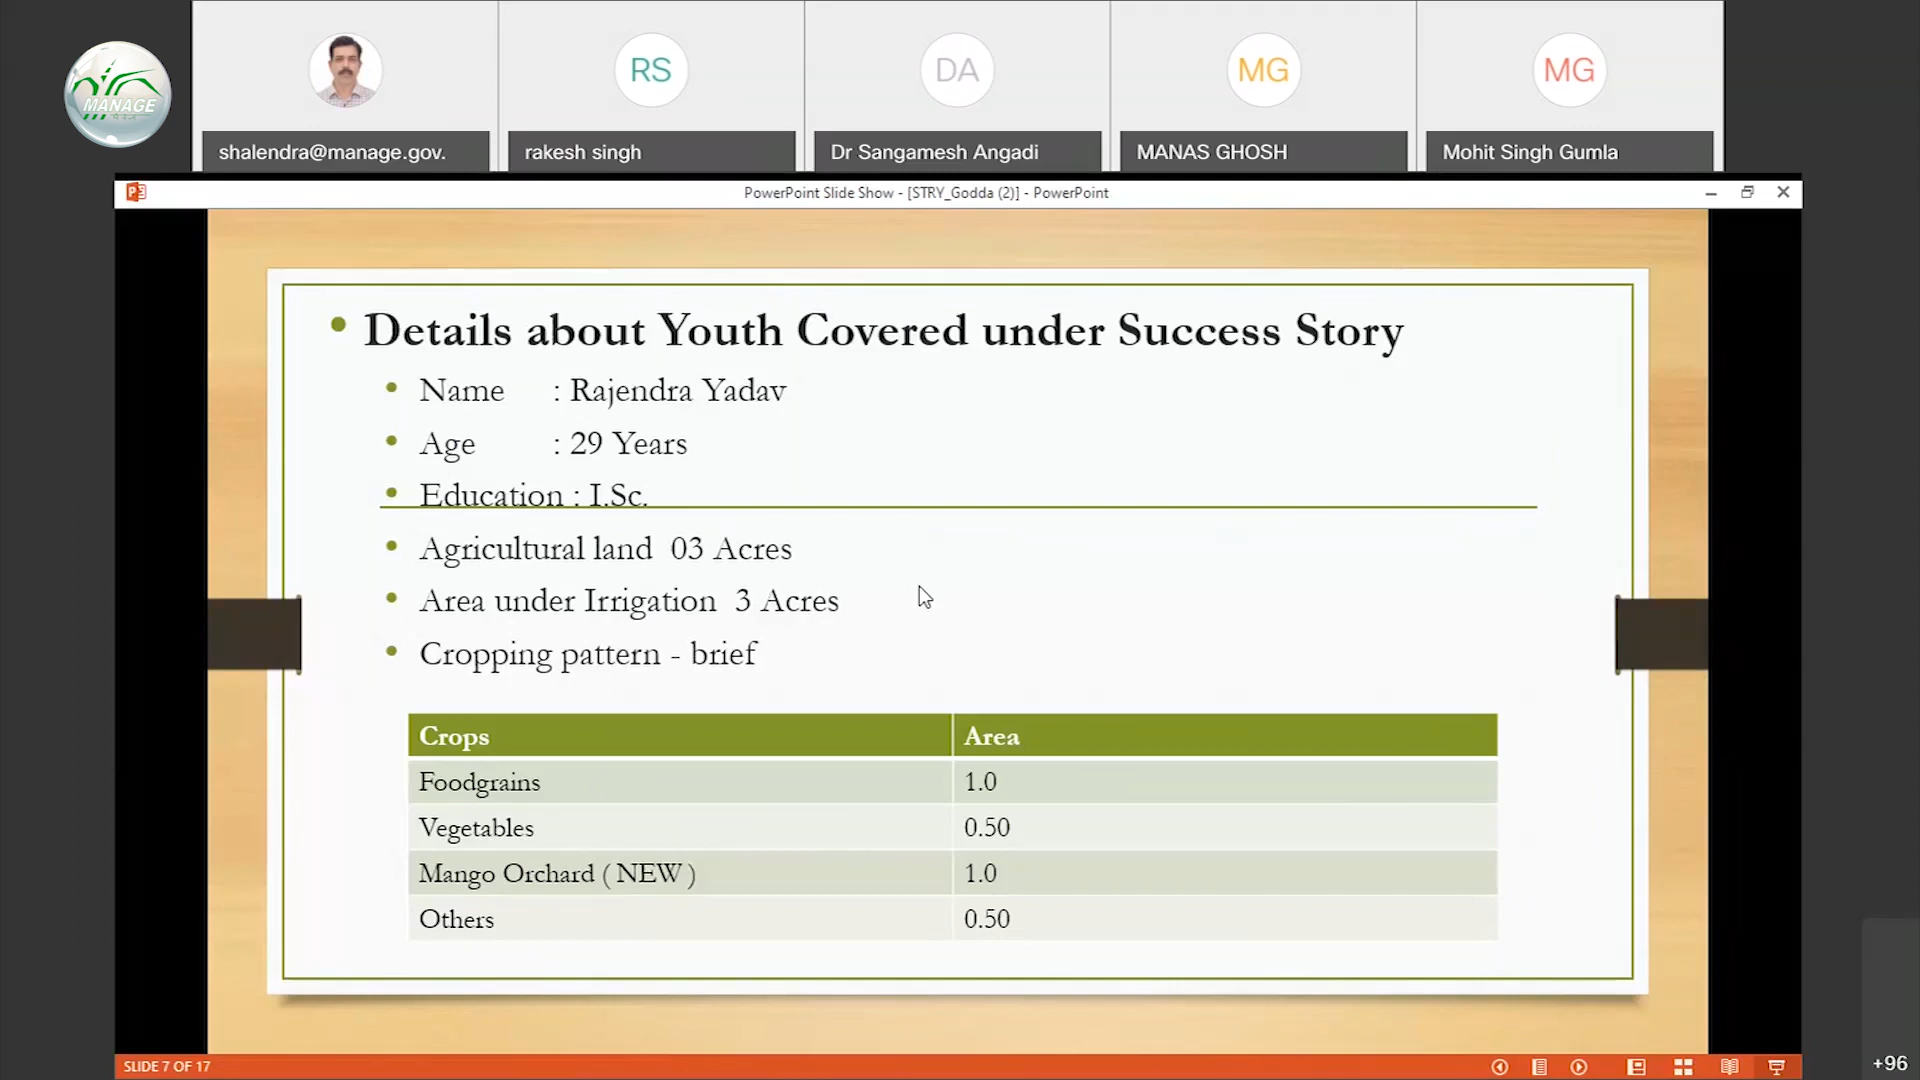 MANAGE
RS
DA
MG
MG
shalendra@manage.gov.
rakesh singh
Dr Sangamesh Angadi
MANAS GHOSH
Mohit Singh Gumla
PowerPoint Slide Show - [STRY_Godda (2)] - PowerPoint
• Details about Youth Covered under Success Story
• Name : Rajendra Yadav
• Age : 29 Years
• Education : I.Sc.
• Agricultural land 03 Acres
• Area under Irrigation 3 Acres
• Cropping pattern - brief
Crops Area
Foodgrains 1.0
Vegetables 0.50
Mango Orchard ( NEW ) 1.0
Others 0.50
SLIDE 7 OF 17
+96